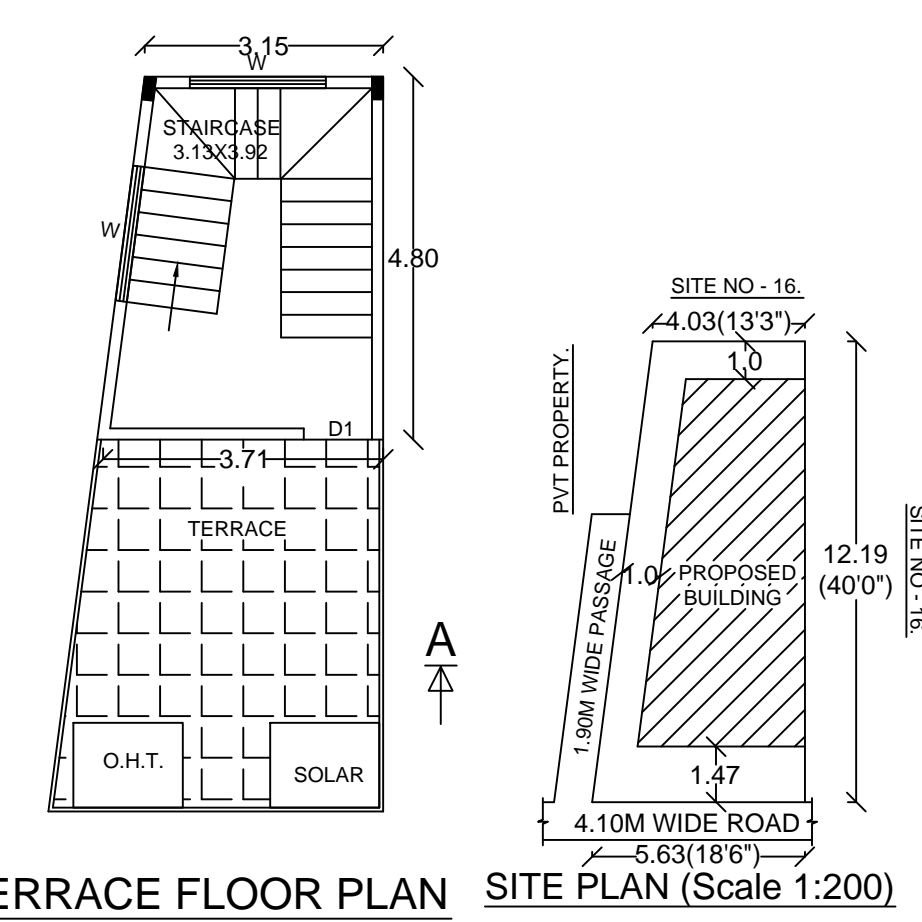 3.15
W
STAIRCASE
3.13X3.92
W
4.80
D1
3.71
TERRACE
A
O.H.T.
SOLAR
ERRACE FLOOR PLAN
SITE NO - 16.
4.03(13'3")
1.0
PVT PROPERTY.
1.90M WIDE PASSAGE
1.0
PROPOSED
BUILDING
12.19
(40'0")
SITE NO - 16.
1.47
4.10M WIDE ROAD
5.63(18'6")
SITE PLAN (Scale 1:200)